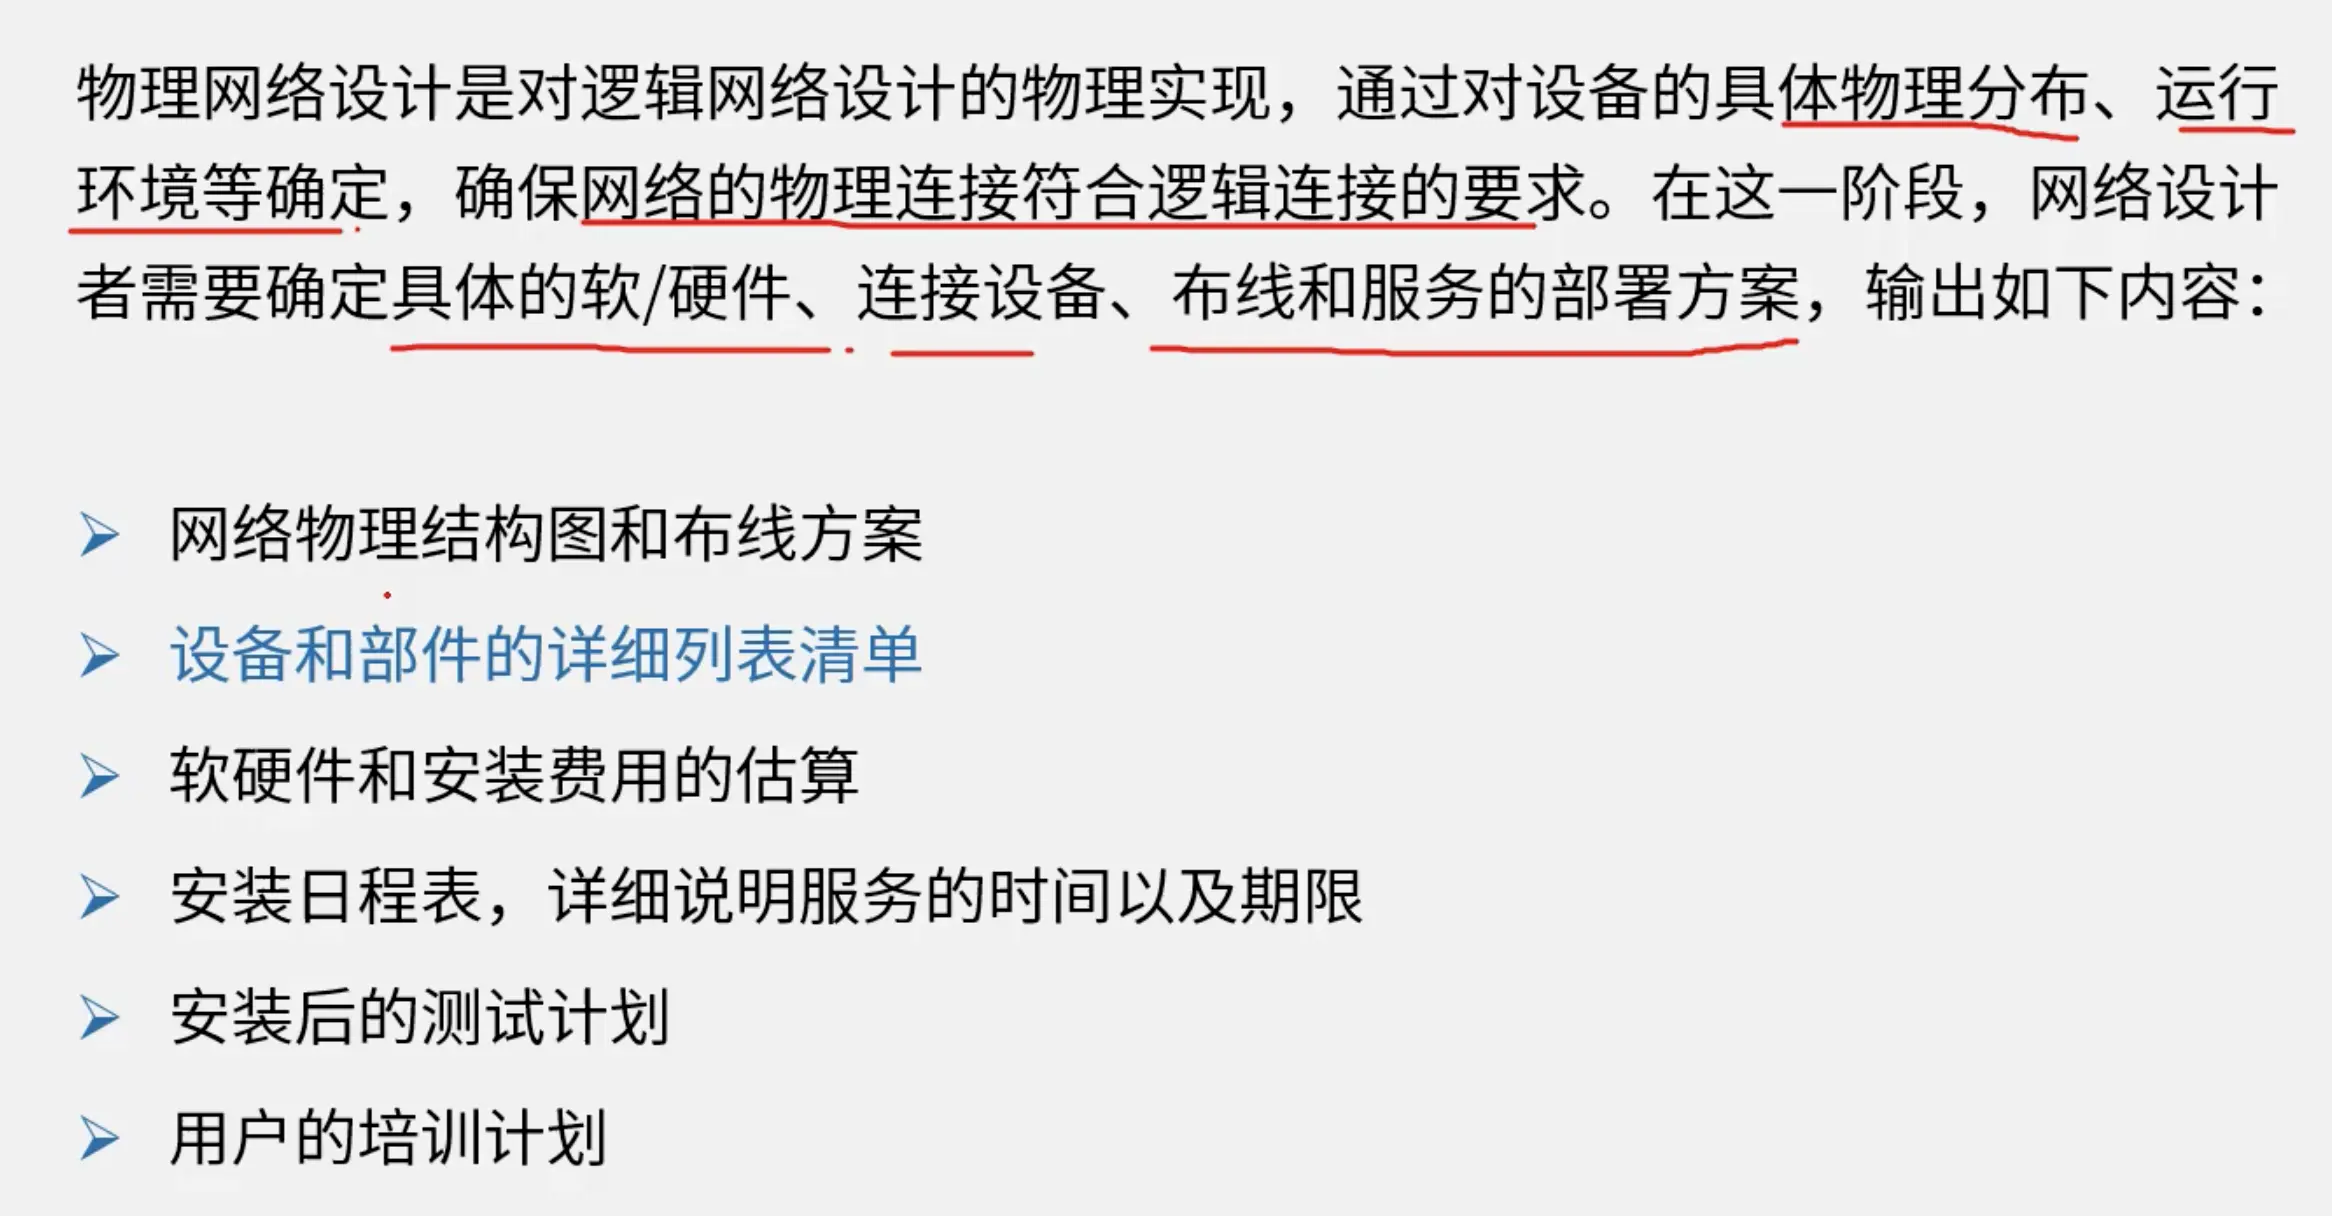 物理网络设计是对逻辑网络设计的物理实现，通过对设备的具体物理分布、运行
环境等确定，确保网络的物理连接符合逻辑连接的要求。在这一阶段，网络设计
者需要确定具体的软/硬件、连接设备、布线和服务的部署方案，输出如下内容：
网络物理结构图和布线方案
设备和部件的详细列表清单
软硬件和安装费用的估算
安装日程表，详细说明服务的时间以及期限
安装后的测试计划
用户的培训计划